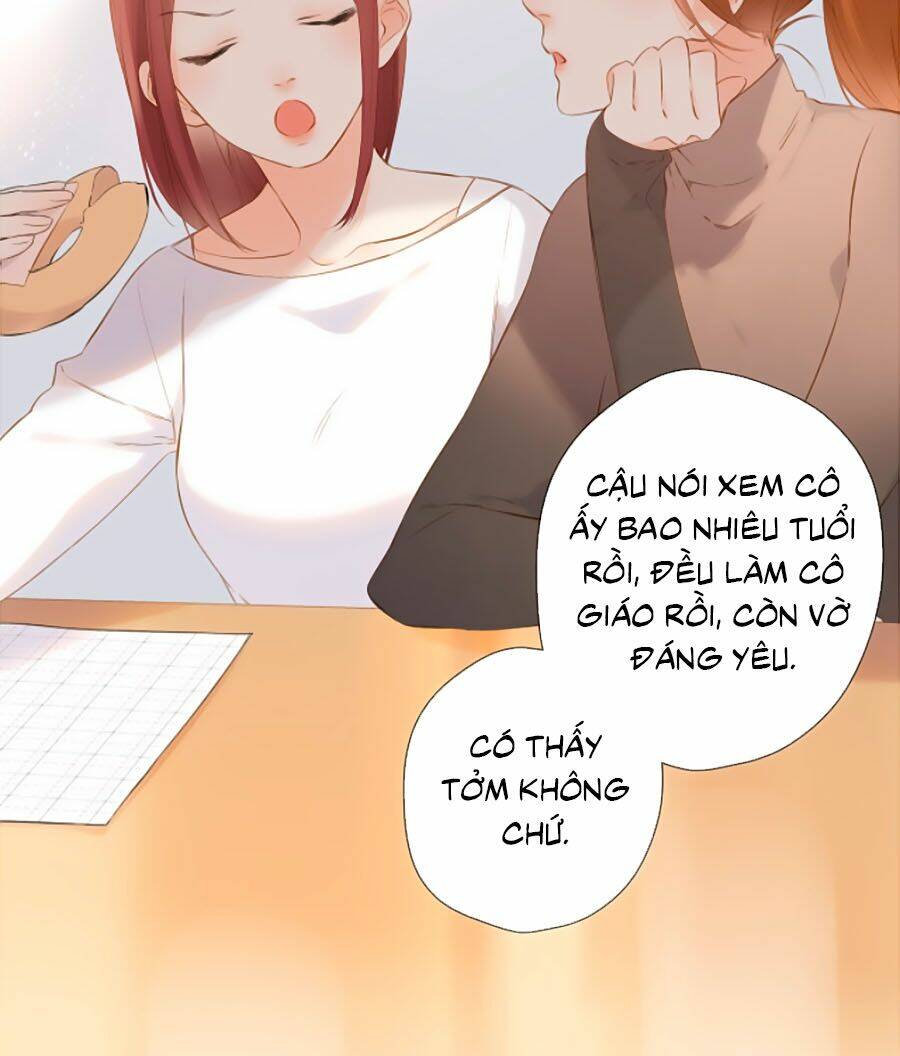 CẬU NÓI XEM CÔ
ẤY BAO NHIÊU TUỔI
RỒI, ĐỀU LÀM CÔ
GIÁO RỒI, CÒN VỜ
ĐÁNG YÊU.
CÓ THẤY
TỞM KHÔNG
CHỨ.